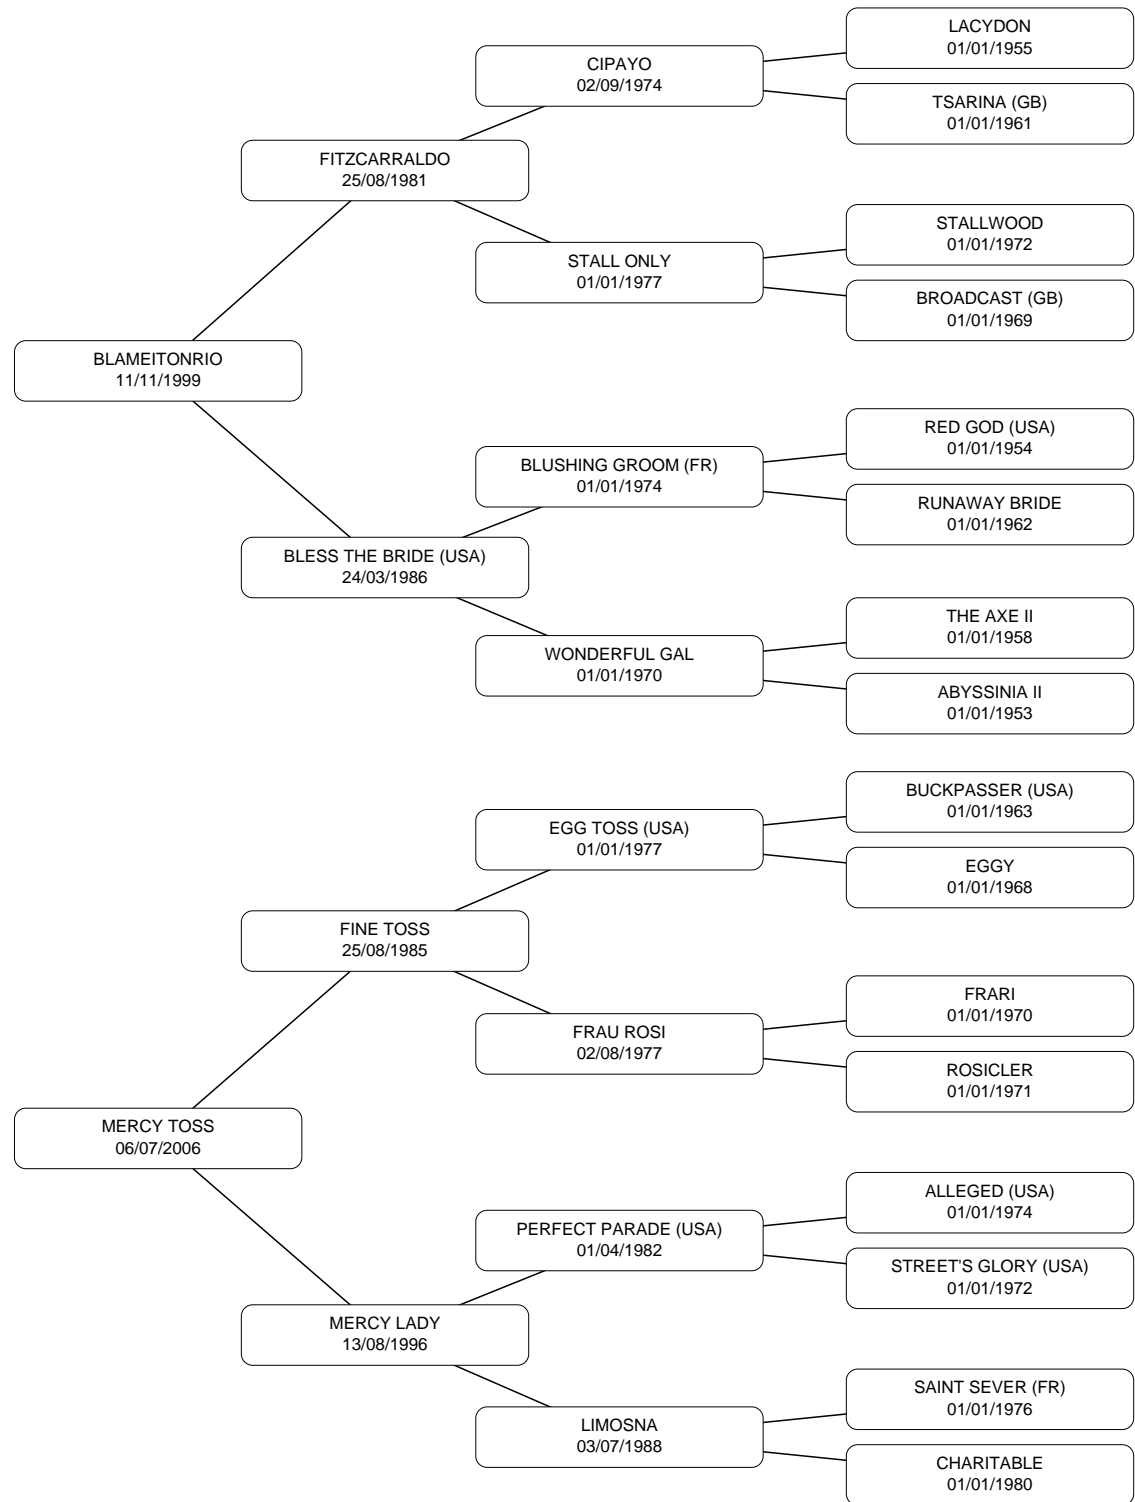 LACYDON
01/01/1955
CIPAYO
02/09/1974
TSARINA (GB)
01/01/1961
FITZCARRALDO
25/08/1981
STALLWOOD
01/01/1972
STALL ONLY
01/01/1977
BROADCAST (GB)
01/01/1969
BLAMEITONRIO
11/11/1999
RED GOD (USA)
01/01/1954
BLUSHING GROOM (FR)
01/01/1974
RUNAWAY BRIDE
01/01/1962
BLESS THE BRIDE (USA)
24/03/1986
THE AXE II
01/01/1958
WONDERFUL GAL
01/01/1970
ABYSSINIA II
01/01/1953
BUCKPASSER (USA)
01/01/1963
EGG TOSS (USA)
01/01/1977
EGGY
01/01/1968
FINE TOSS
25/08/1985
FRARI
01/01/1970
FRAU ROSI
02/08/1977
ROSICLER
01/01/1971
MERCY TOSS
06/07/2006
ALLEGED (USA)
01/01/1974
PERFECT PARADE (USA)
01/04/1982
STREET'S GLORY (USA)
01/01/1972
MERCY LADY
13/08/1996
SAINT SEVER (FR)
01/01/1976
LIMOSNA
03/07/1988
CHARITABLE
01/01/1980